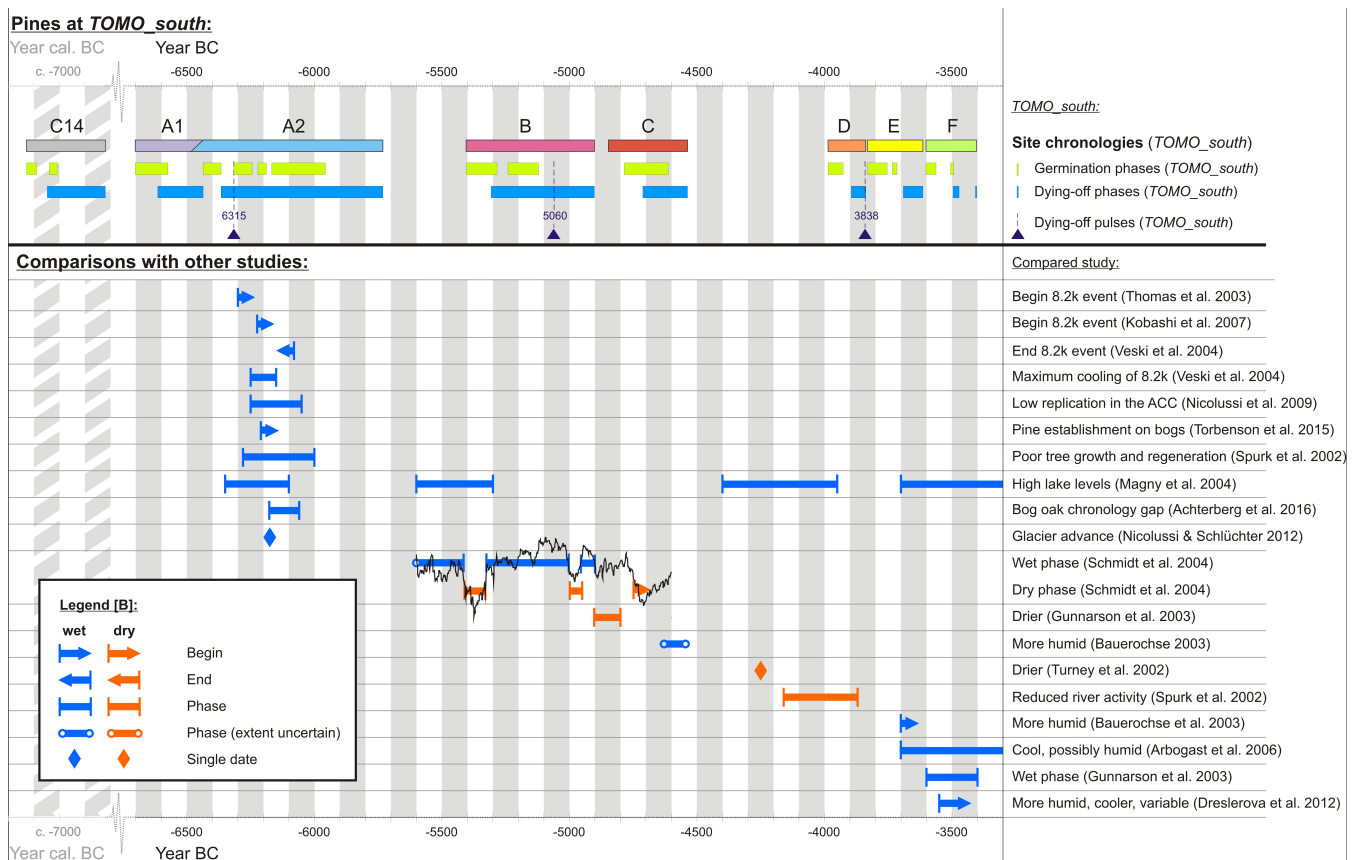 Pines at TOMO_south:
Year cal. BC Year BC
c. -7000 -6500 -6000 -5500 -5000 -4500 -4000 -3500
C14 A1 A2 B C D E F
6315 5060 3838
TOMO_south:
Site chronologies (TOMO_south)
Germination phases (TOMO_south)
Dying-off phases (TOMO_south)
Dying-off pulses (TOMO_south)
Comparisons with other studies:
Compared study:
Begin 8.2k event (Thomas et al. 2003)
Begin 8.2k event (Kobashi et al. 2007)
End 8.2k event (Veski et al. 2004)
Maximum cooling of 8.2k (Veski et al. 2004)
Low replication in the ACC (Nicolussi et al. 2009)
Pine establishment on bogs (Torbenson et al. 2015)
Poor tree growth and regeneration (Spurk et al. 2002)
High lake levels (Magny et al. 2004)
Bog oak chronology gap (Achterberg et al. 2016)
Glacier advance (Nicolussi & Schlüchter 2012)
Wet phase (Schmidt et al. 2004)
Dry phase (Schmidt et al. 2004)
Drier (Gunnarson et al. 2003)
More humid (Bauerochse 2003)
Drier (Turney et al. 2002)
Reduced river activity (Spurk et al. 2002)
More humid (Bauerochse et al. 2003)
Cool, possibly humid (Arbogast et al. 2006)
Wet phase (Gunnarson et al. 2003)
More humid, cooler, variable (Dreslerova et al. 2012)
Legend [B]:
wet dry
Begin
End
Phase
Phase (extent uncertain)
Single date
c. -7000 -6500 -6000 -5500 -5000 -4500 -4000 -3500
Year cal. BC Year BC